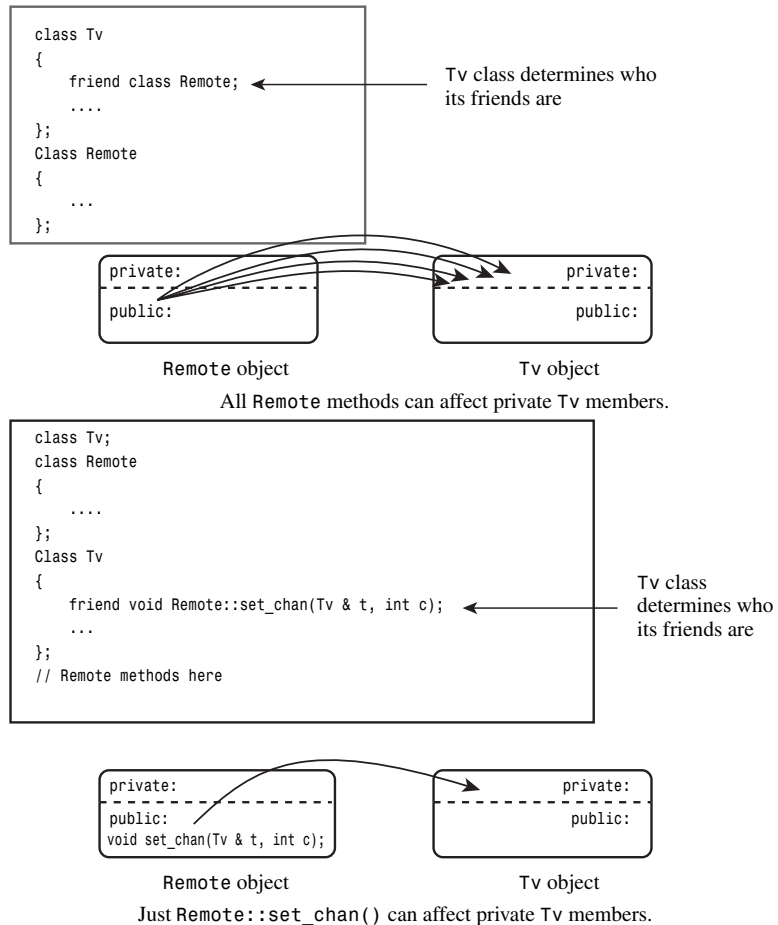 class Tv
{
    friend class Remote;
    ....
};
Class Remote
{
    ...
};
Tv class determines who
its friends are
private:
public:
private:
public:
Remote object
Tv object
All Remote methods can affect private Tv members.
class Tv;
class Remote
{
    ....
};
Class Tv
{
    friend void Remote::set_chan(Tv & t, int c);
    ...
};
// Remote methods here
Tv class
determines who
its friends are
private:
public:
void set_chan(Tv & t, int c);
private:
public:
Remote object
Tv object
Just Remote::set_chan() can affect private Tv members.